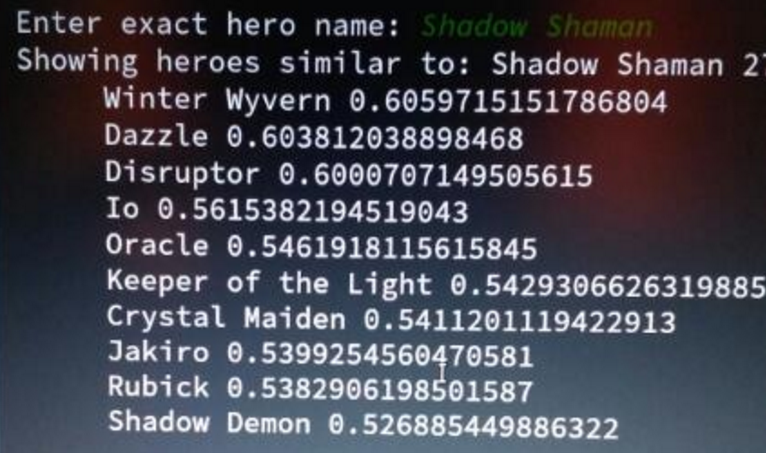 Enter exact hero name: Shadow Shaman
Showing heroes similar to: Shadow Shaman 27
Winter Wyvern 0.6059715151786804
Dazzle 0.603812038898468
Disruptor 0.6000707149505615
Io 0.5615382194519043
Oracle 0.5461918115615845
Keeper of the Light 0.5429306626319885
Crystal Maiden 0.5411201119422913
Jakiro 0.5399254560470581
Rubick 0.5382906198501587
Shadow Demon 0.526885449886322